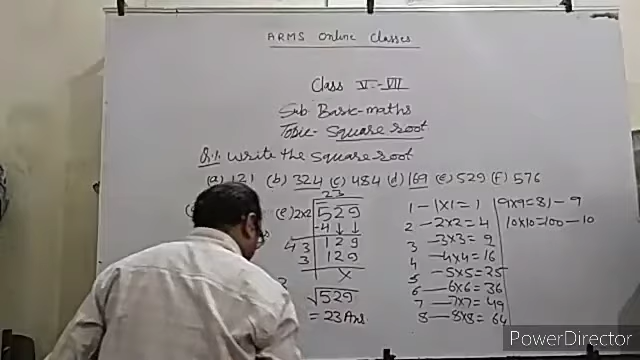 ARMS Online Classes
Class V-VII
Sub Basic-maths
Topic- Square root
Q.1. Write the Square root
(a) 121 (b) 324 (c) 484 (d) 169 (e) 529 (f) 576
23
(e) 2x2 √529
-4↓↓
43 129
3 129
x
√529
= 23 Ans.
1 - 1x1 = 1
2 - 2x2 = 4
3 - 3x3 = 9
4 - 4x4 = 16
5 - 5x5 = 25
6 - 6x6 = 36
7 - 7x7 = 49
8 - 8x8 = 64
9x9 = 81 - 9
10x10 = 100 - 10
PowerDirector